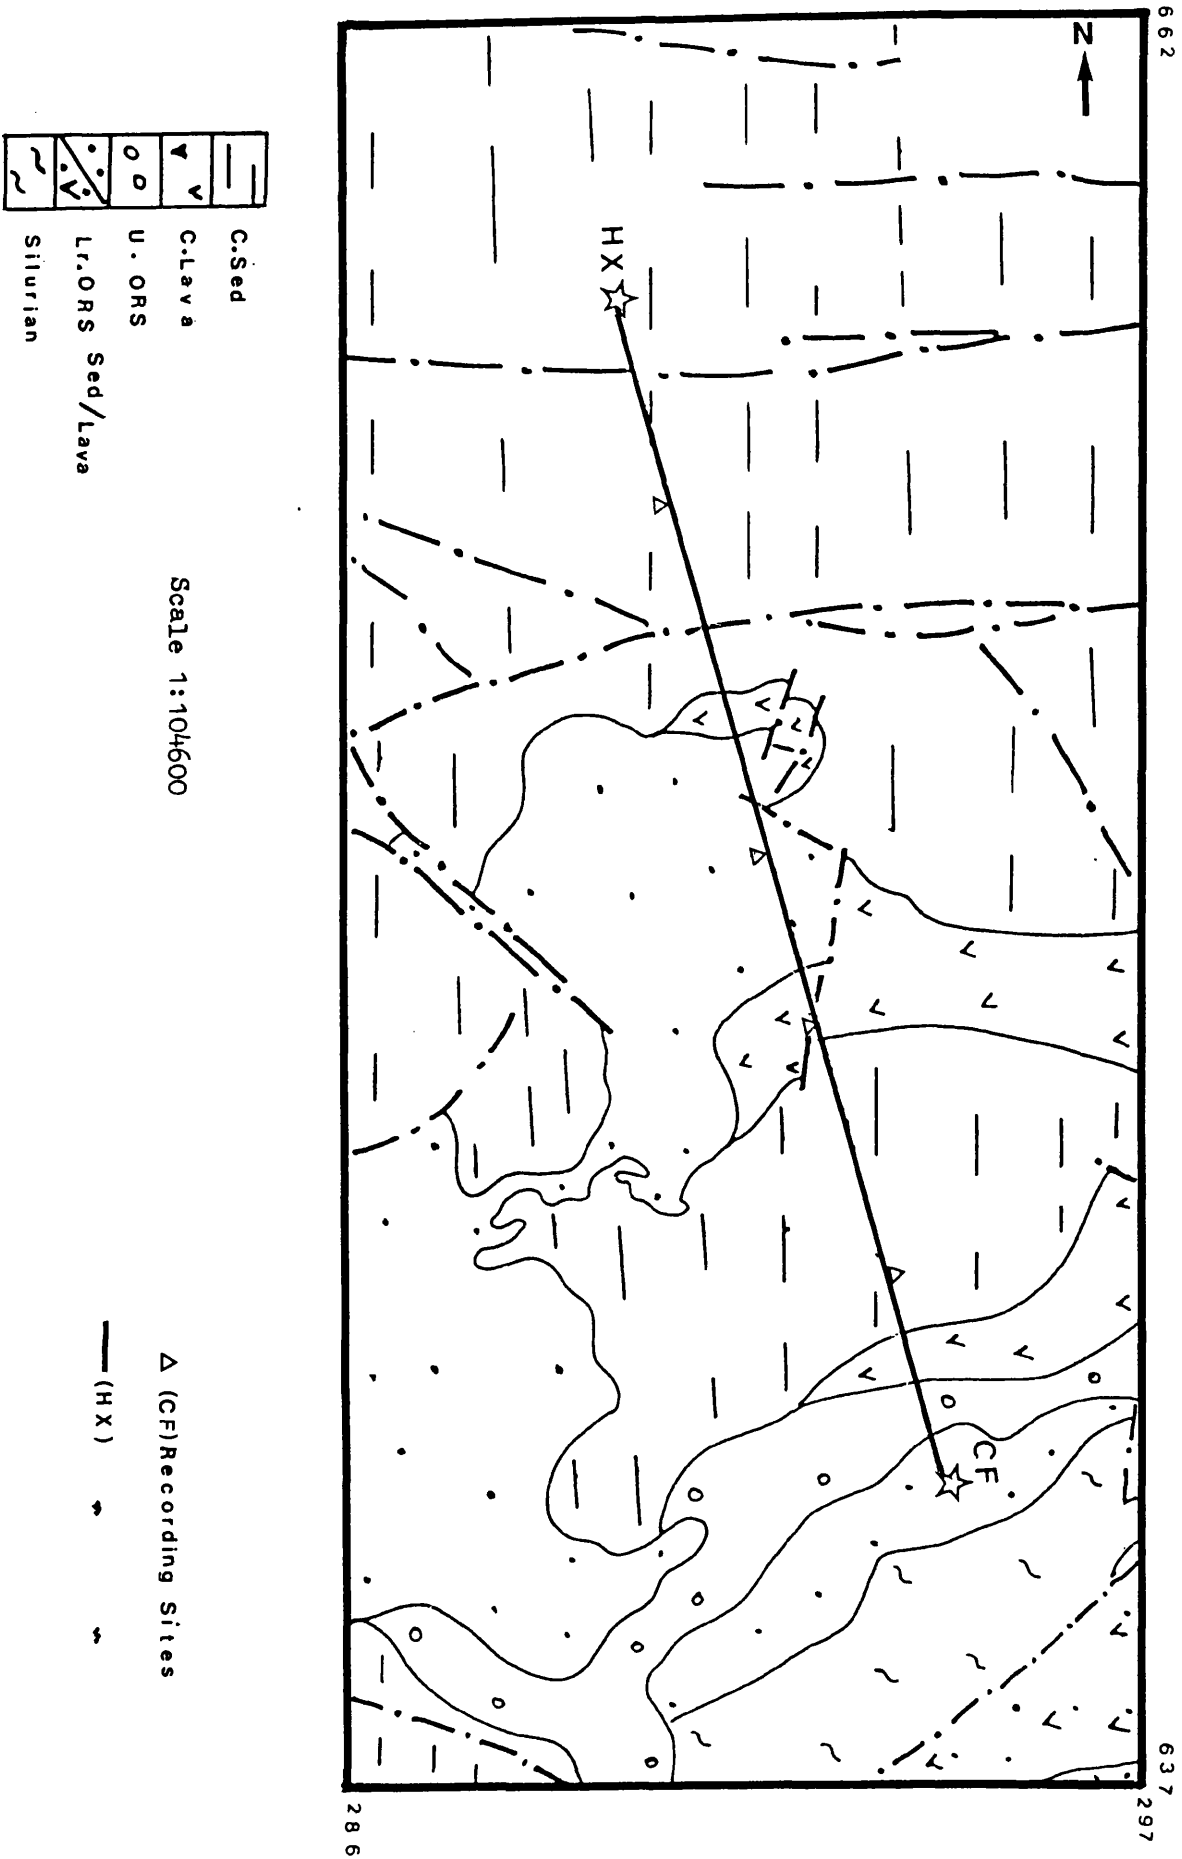 662
N
297
637
286
HX
CF
C.Sed
C.Lava
U. ORS
Lr.ORS Sed/Lava
Silurian
Scale 1:104600
△ (CF)Recording Sites
(HX) " "